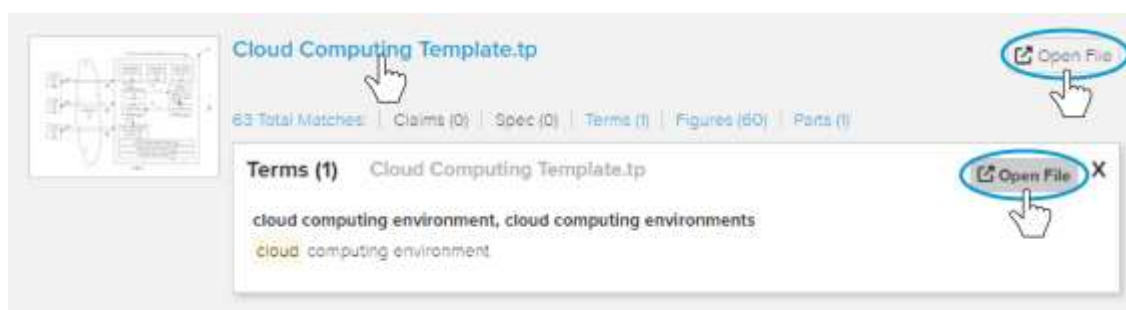 Cloud Computing Template.tp
Open File
63 Total Matches: | Claims (0) | Spec (0) | Terms (1) | Figures (60) | Parts (1)
Terms (1) Cloud Computing Template.tp
Open File X
cloud computing environment, cloud computing environments
cloud computing environment